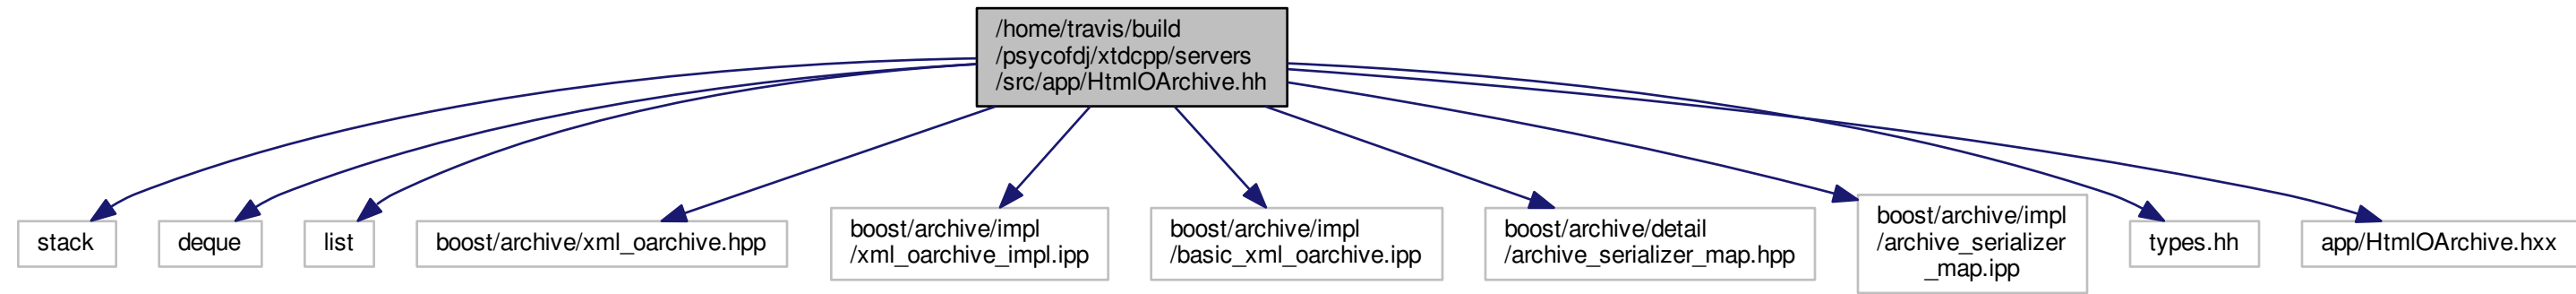 /home/travis/build
/psycofdj/xtdcpp/servers
/src/app/HtmlOArchive.hh
stack
deque
list
boost/archive/xml_oarchive.hpp
boost/archive/impl
/xml_oarchive_impl.ipp
boost/archive/impl
/basic_xml_oarchive.ipp
boost/archive/detail
/archive_serializer_map.hpp
boost/archive/impl
/archive_serializer
_map.ipp
types.hh
app/HtmlOArchive.hxx